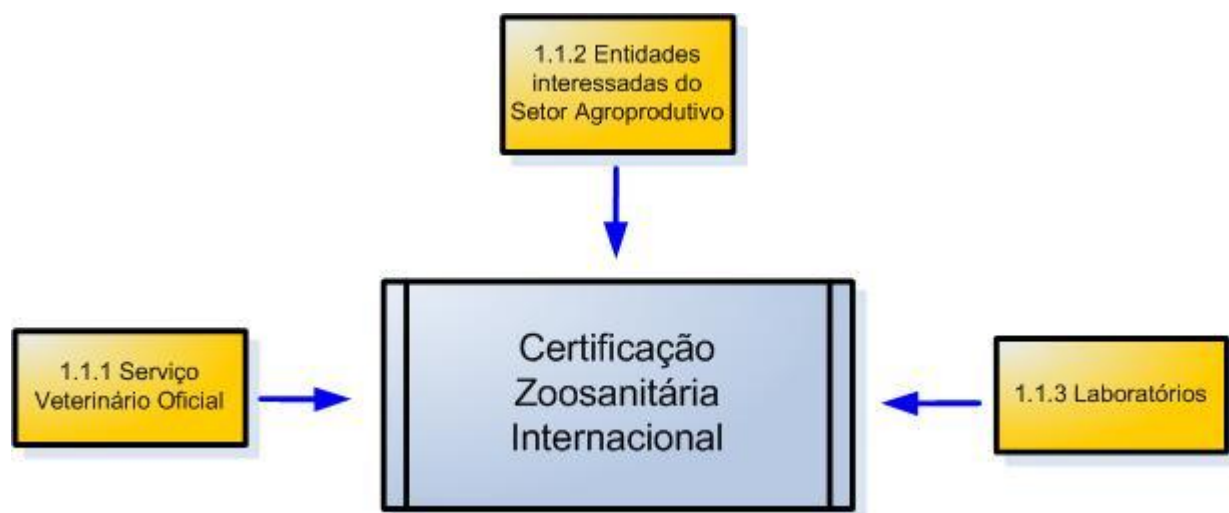 1.1.2 Entidades
interessadas do
Setor Agroprodutivo
1.1.1 Serviço
Veterinário Oficial
Certificação
Zoosanitária
Internacional
1.1.3 Laboratórios